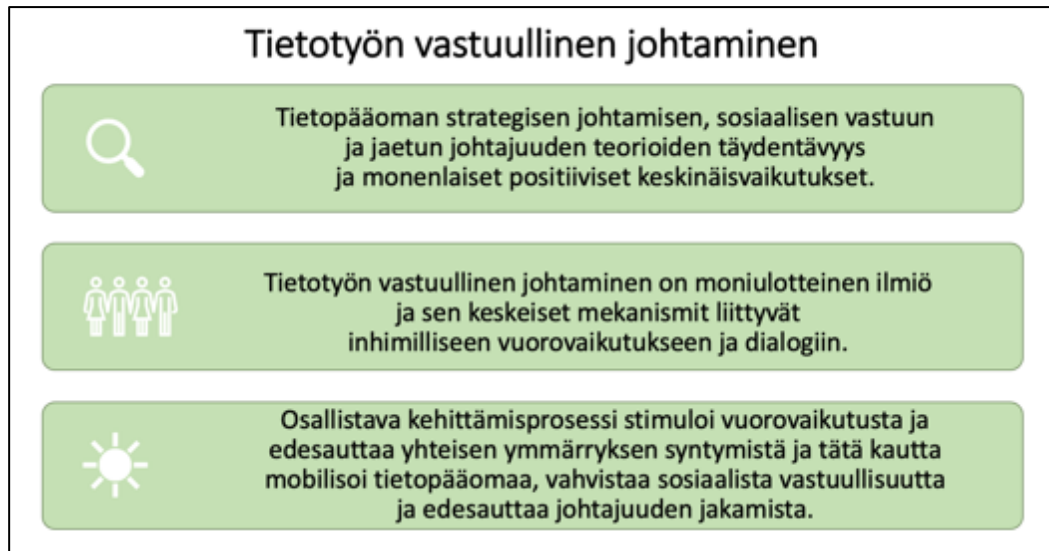 Tietotyön vastuullinen johtaminen
Tietopääoman strategisen johtamisen, sosiaalisen vastuun
ja jaetun johtajuuden teorioiden täydentävyys
ja monenlaiset positiiviset keskinäisvaikutukset.
Tietotyön vastuullinen johtaminen on moniulotteinen ilmiö
ja sen keskeiset mekanismit liittyvät
inhimilliseen vuorovaikutukseen ja dialogiin.
Osallistava kehittämisprosessi stimuloi vuorovaikutusta ja
edesauttaa yhteisen ymmärryksen syntymistä ja tätä kautta
mobilisoi tietopääomaa, vahvistaa sosiaalista vastuullisuutta
ja edesauttaa johtajuuden jakamista.